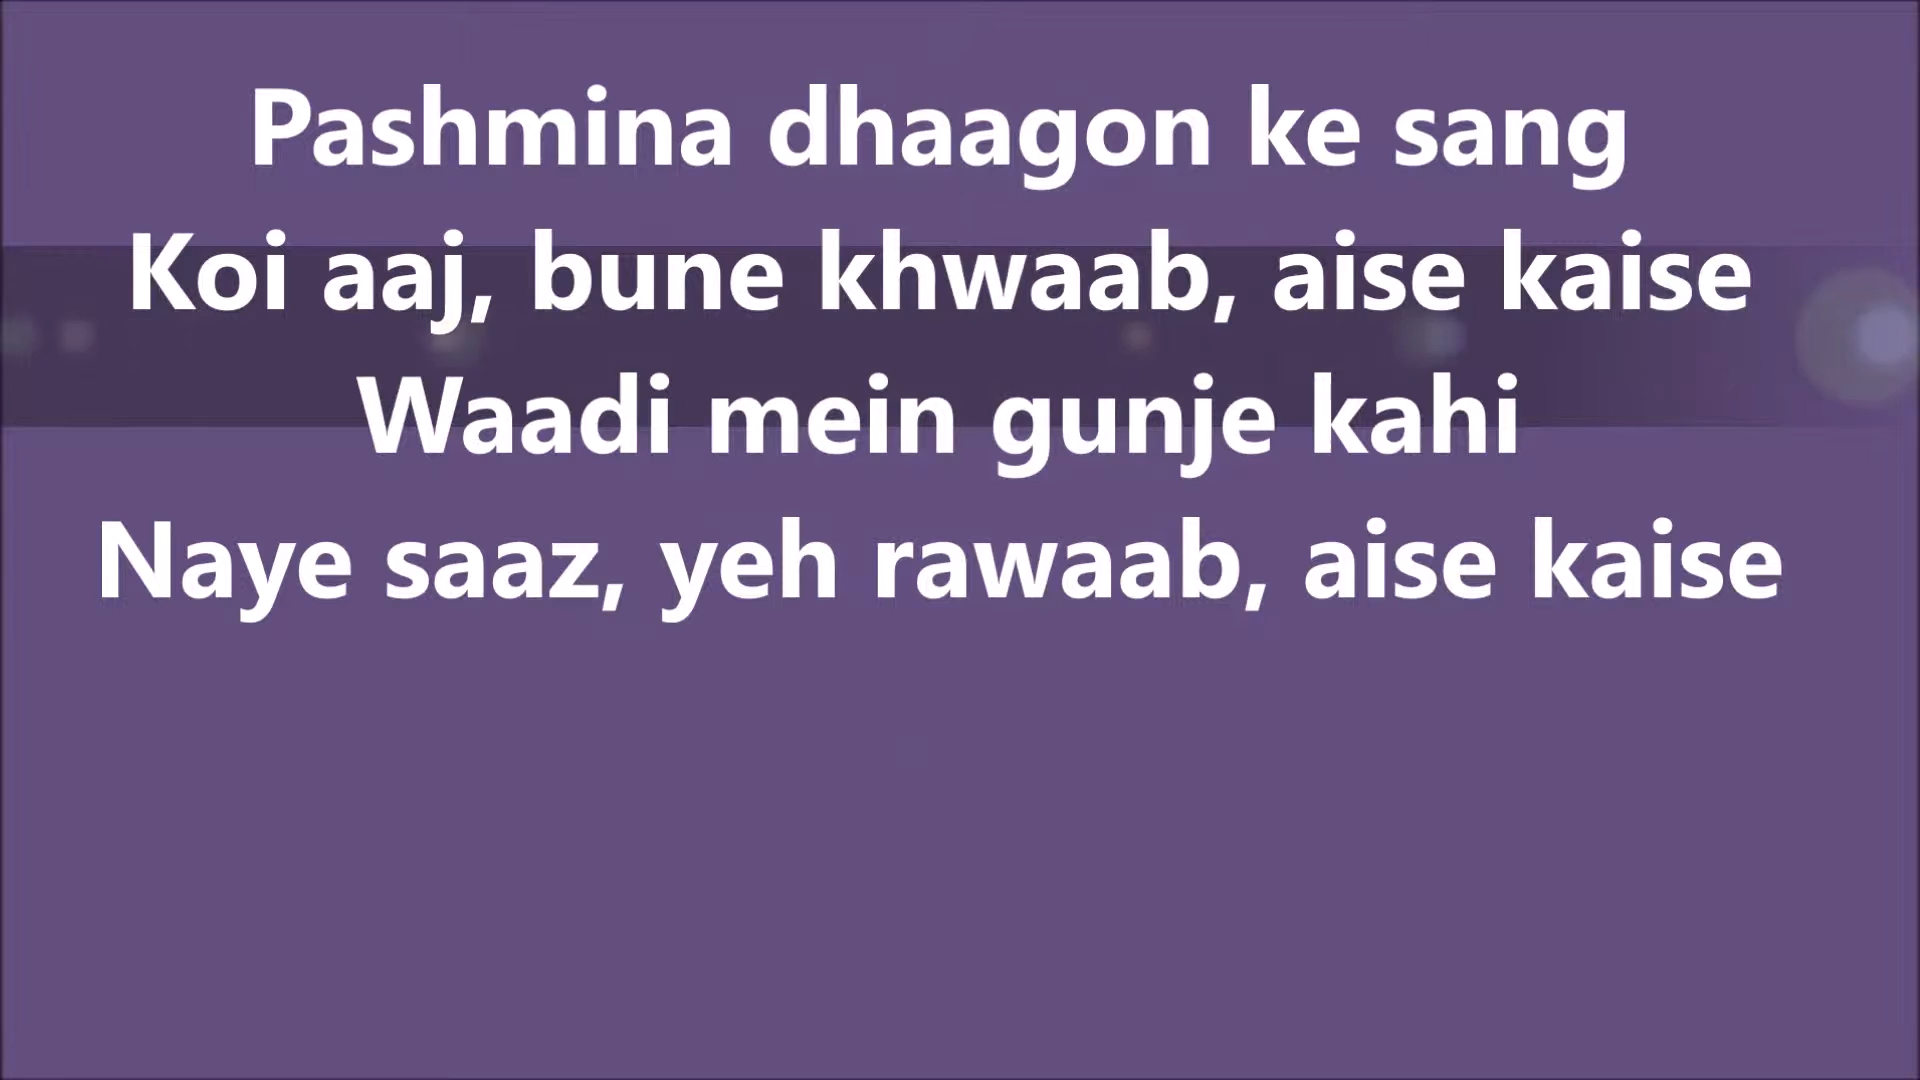 Pashmina dhaagon ke sang
Koi aaj, bune khwaab, aise kaise
Waadi mein gunje kahi
Naye saaz, yeh rawaab, aise kaise